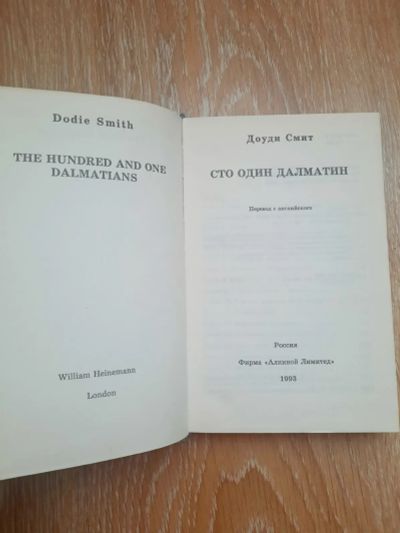 Dodie Smith
THE HUNDRED AND ONE
DALMATIANS
William Heinemann
London
Доуди Смит
СТО ОДИН ДАЛМАТИН
Перевод с английского
Россия
Фирма «Алкиной Лимитед»
1993